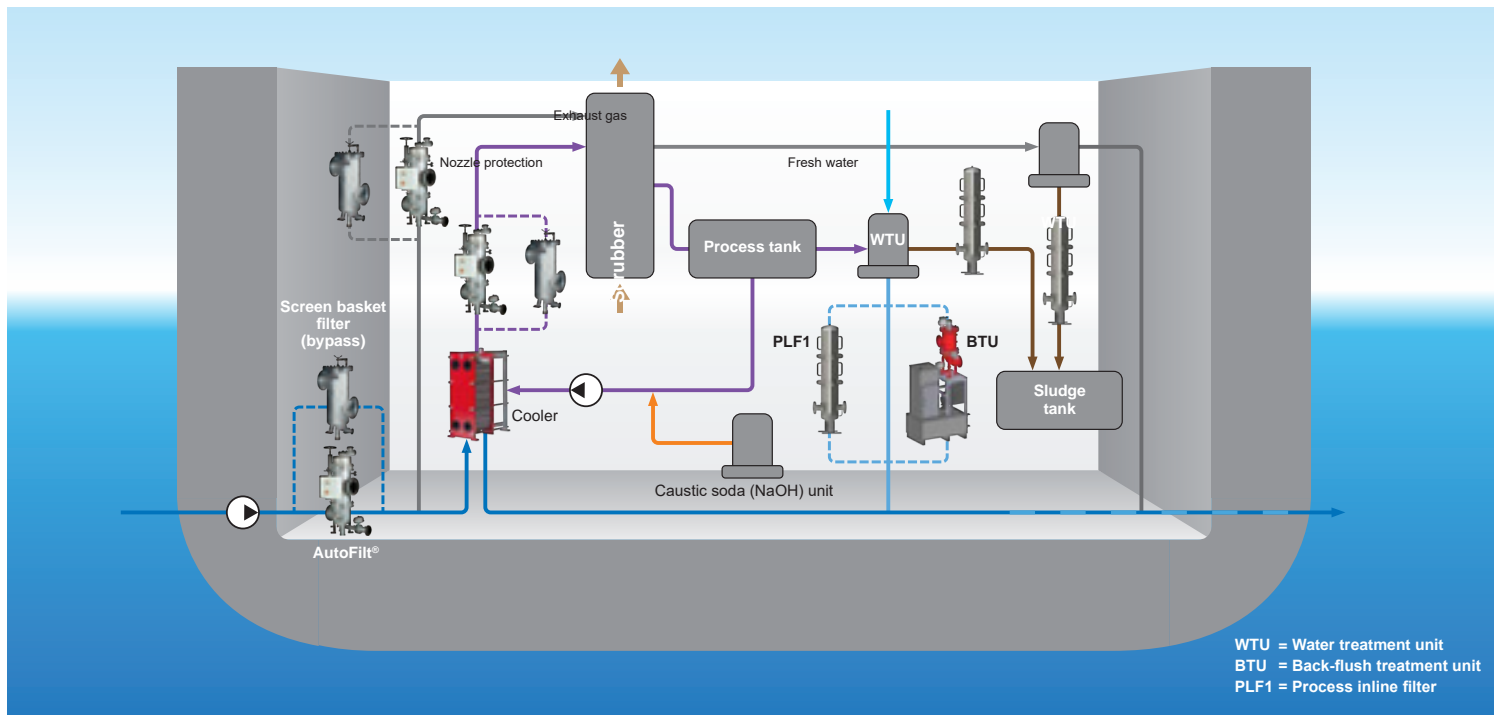 Exhaust gas
Nozzle protection
Fresh water
rubber
Process tank
WTU
Screen basket
filter
(bypass)
PLF1
BTU
Sludge
tank
Cooler
Caustic soda (NaOH) unit
AutoFilt®
WTU = Water treatment unit
BTU = Back-flush treatment unit
PLF1 = Process inline filter